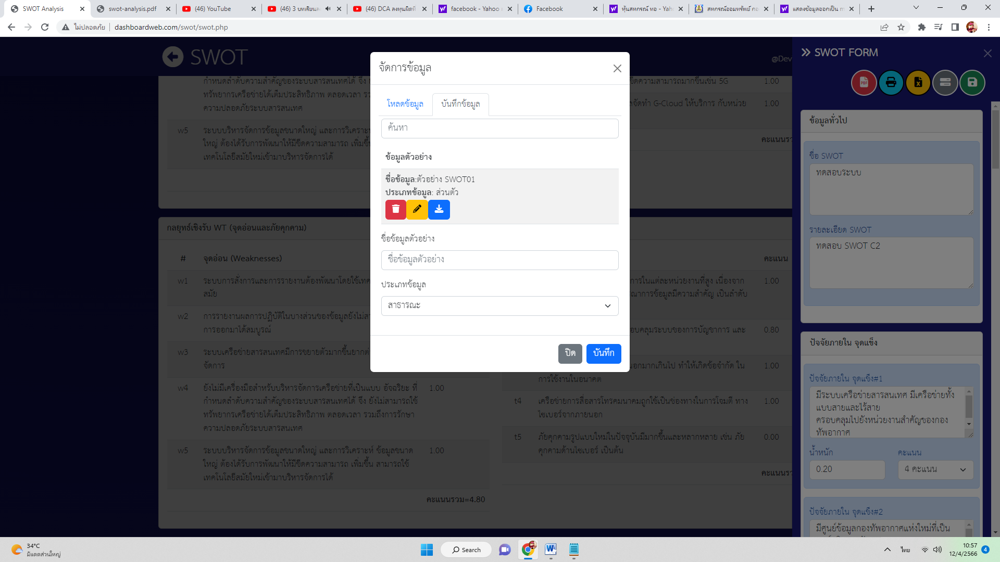 SWOT Analysis
swot-analysis.pdf
(46) YouTube
(46) 3 บทเรียนล
(46) DCA ลงทุนผิดที่
facebook - Yahoo
Facebook
หุ้นสหกรณ์ ทอ - Yah
สหกรณ์ออมทรัพย์ กอ
แสดงข้อมูลออกเป็น m
ไม่ปลอดภัย
dashboardweb.com/swot/swot.php
SWOT
@Dev
กำหนดลำดับความสำคัญของระบบสารสนเทศได้ จึง
ทรัพยากรเครือข่ายได้เต็มประสิทธิภาพ ตลอดเวลา รว
ความปลอดภัยระบบสารสนเทศ
w5
ระบบบริหารจัดการข้อมูลขนาดใหญ่ และการวิเคราะห
ใหญ่ ต้องได้รับการพัฒนาให้มีขีดความสามารถ เพิ่มขึ้น
เทคโนโลยีสมัยใหม่เข้ามาบริหารจัดการได้
ขีดความสามารถมากขึ้นเช่น 5G
1.00
จัดทำ G-Cloud ให้บริการ กับหน่วย
1.00
คะแนนรว
กลยุทธ์เชิงรับ WT (จุดอ่อนและภัยคุกคาม)
#
จุดอ่อน (Weaknesses)
คะแนน
w1
ระบบการสั่งการและการรายงานต้องพัฒนาโดยใช้เทค
สมัย
การในแต่ละหน่วยงานที่สูง เนื่องจาก
1.00
ณาการข้อมูลมีความสำคัญ เป็นลำดับ
w2
การรายงานผลการปฏิบัติในบางส่วนของข้อมูลยังไม่สา
การออกมาได้สมบูรณ์
อบคลุมระบบของการบัญชาการ และ
0.80
w3
ระบบเครือข่ายสารสนเทศมีการขยายตัวมากขึ้นยากต่
จัดการ
นอกมากเกินไป ทำให้เกิดข้อจำกัด ใน
การใช้งานในอนาคต
1.00
w4
ยังไม่มีเครื่องมือสำหรับบริหารจัดการเครือข่ายที่เป็นแบบ อัจฉริยะ ที่
กำหนดลำดับความสำคัญของระบบสารสนเทศได้ จึง ยังไม่สามารถใช้
ทรัพยากรเครือข่ายได้เต็มประสิทธิภาพ ตลอดเวลา รวมถึงการรักษา
ความปลอดภัยระบบสารสนเทศ
1.00
t4
เครือข่ายการสื่อสารโทรคมนาคมถูกใช้เป็นช่องทางในการโจมตี ทาง
ไซเบอร์จากภายนอก
1.00
w5
ระบบบริหารจัดการข้อมูลขนาดใหญ่ และการวิเคราะห์ ข้อมูลขนาด
ใหญ่ ต้องได้รับการพัฒนาให้มีขีดความสามารถ เพิ่มขึ้น สามารถใช้
เทคโนโลยีสมัยใหม่เข้ามาบริหารจัดการได้
1.00
t5
ภัยคุกคามรูปแบบใหม่ในปัจจุบันมีมากขึ้นและหลากหลาย เช่น ภัย
คุกคามด้านไซเบอร์ เป็นต้น
0.00
คะแนนรว
คะแนนรวม=4.80
จัดการข้อมูล
โหลดข้อมูล
บันทึกข้อมูล
ค้นหา
ข้อมูลตัวอย่าง
ชื่อข้อมูล:ตัวอย่าง SWOT01
ประเภทข้อมูล: ส่วนตัว
ชื่อข้อมูลตัวอย่าง
ชื่อข้อมูลตัวอย่าง
ประเภทข้อมูล
สาธารณะ
ปิด
บันทึก
SWOT FORM
PDF
ข้อมูลทั่วไป
ชื่อ SWOT
ทดสอบระบบ
รายละเอียด SWOT
ทดสอบ SWOT C2
ปัจจัยภายใน จุดแข็ง
ปัจจัยภายใน จุดแข็ง#1
มีระบบเครือข่ายสารสนเทศ มีเครือข่ายทั้ง
แบบสายและไร้สาย
ครอบคลุมไปยังหน่วยงานสำคัญของกอง
ทัพอากาศ
น้ำหนัก
คะแนน
0.20
4 คะแนน
ปัจจัยภายใน จุดแข็ง#2
มีศูนย์ข้อมูลกองทัพอากาศแห่งใหม่ที่เป็น
34°C
มีแดดส่วนใหญ่
Search
ไทย
10:57
12/4/2566
4